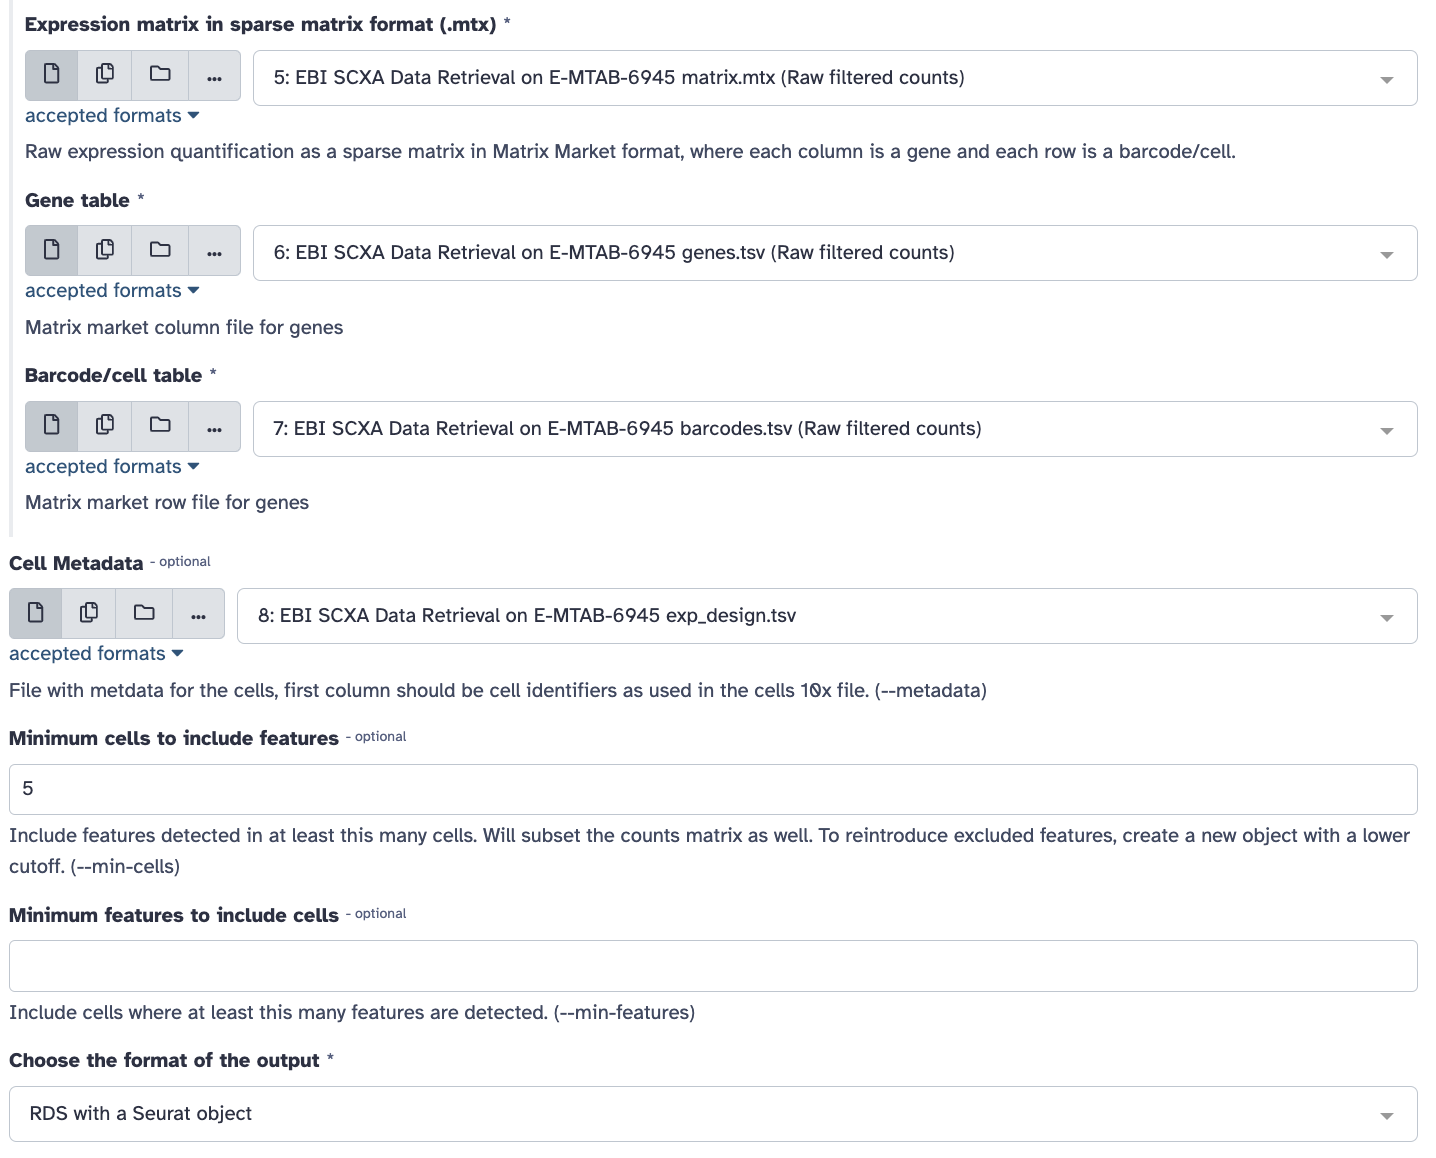 Expression matrix in sparse matrix format (.mtx) *
... 5: EBI SCXA Data Retrieval on E-MTAB-6945 matrix.mtx (Raw filtered counts)
accepted formats
Raw expression quantification as a sparse matrix in Matrix Market format, where each column is a gene and each row is a barcode/cell.
Gene table *
... 6: EBI SCXA Data Retrieval on E-MTAB-6945 genes.tsv (Raw filtered counts)
accepted formats
Matrix market column file for genes
Barcode/cell table *
... 7: EBI SCXA Data Retrieval on E-MTAB-6945 barcodes.tsv (Raw filtered counts)
accepted formats
Matrix market row file for genes
Cell Metadata - optional
... 8: EBI SCXA Data Retrieval on E-MTAB-6945 exp_design.tsv
accepted formats
File with metdata for the cells, first column should be cell identifiers as used in the cells 10x file. (--metadata)
Minimum cells to include features - optional
5
Include features detected in at least this many cells. Will subset the counts matrix as well. To reintroduce excluded features, create a new object with a lower
cutoff. (--min-cells)
Minimum features to include cells - optional
Include cells where at least this many features are detected. (--min-features)
Choose the format of the output *
RDS with a Seurat object